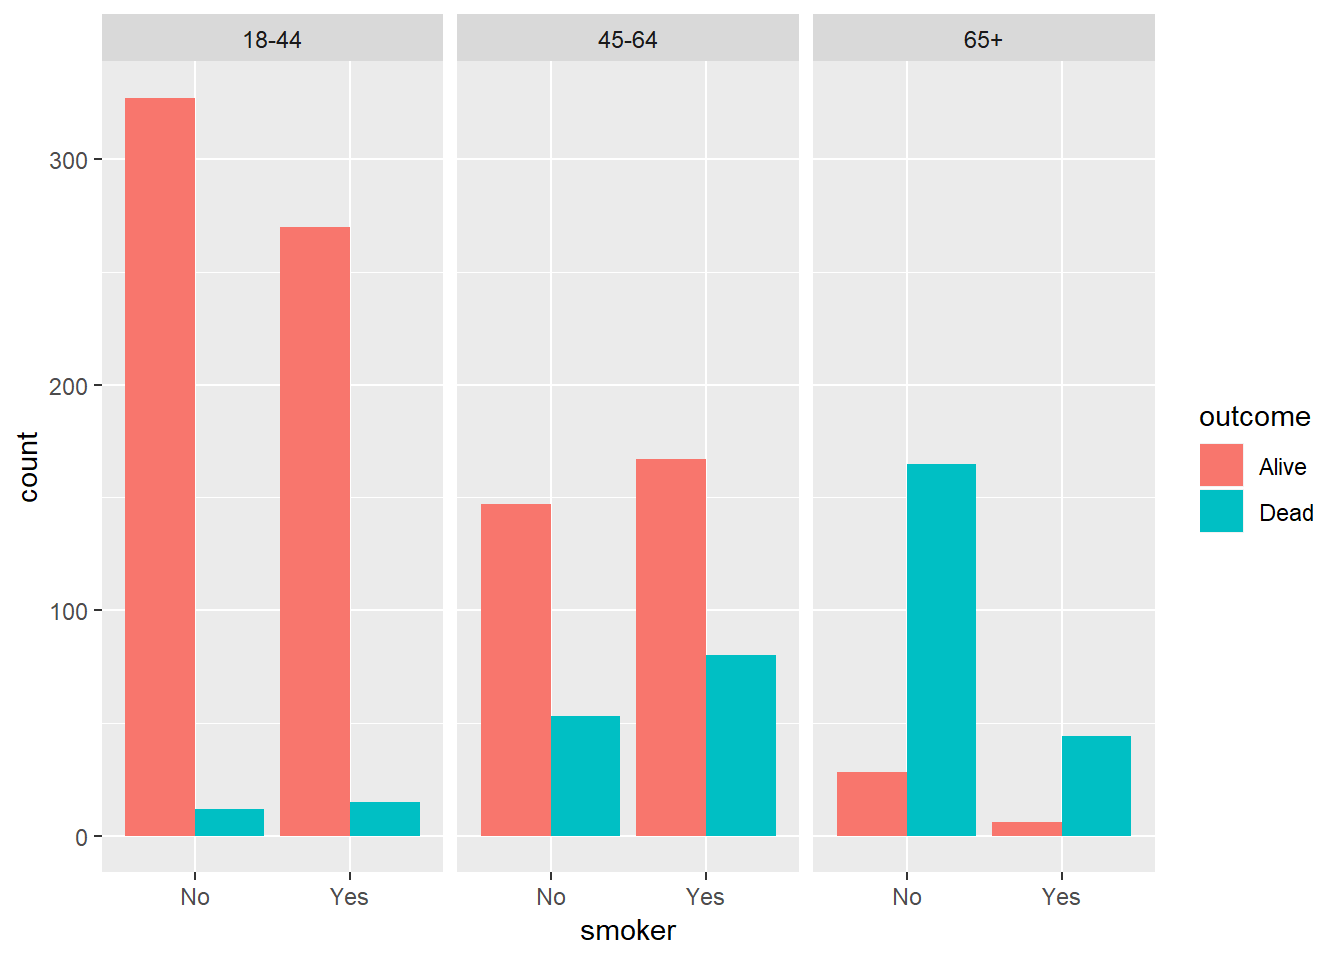 18-44 45-64 65+
300
200
100
0
count
No Yes No Yes No Yes
smoker
outcome
Alive
Dead